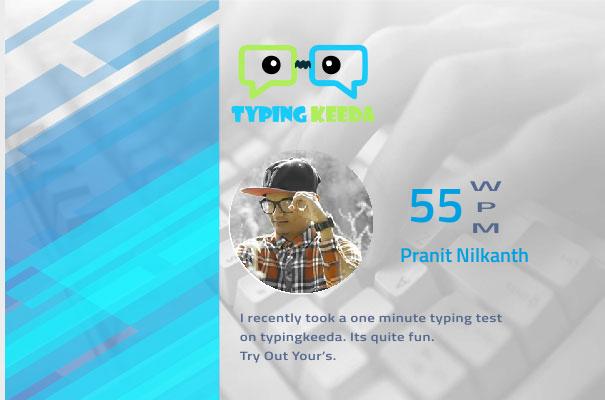 TYPING KEEDA
55 WPM
Pranit Nilkanth
I recently took a one minute typing test
on typingkeeda. Its quite fun.
Try Out Your's.